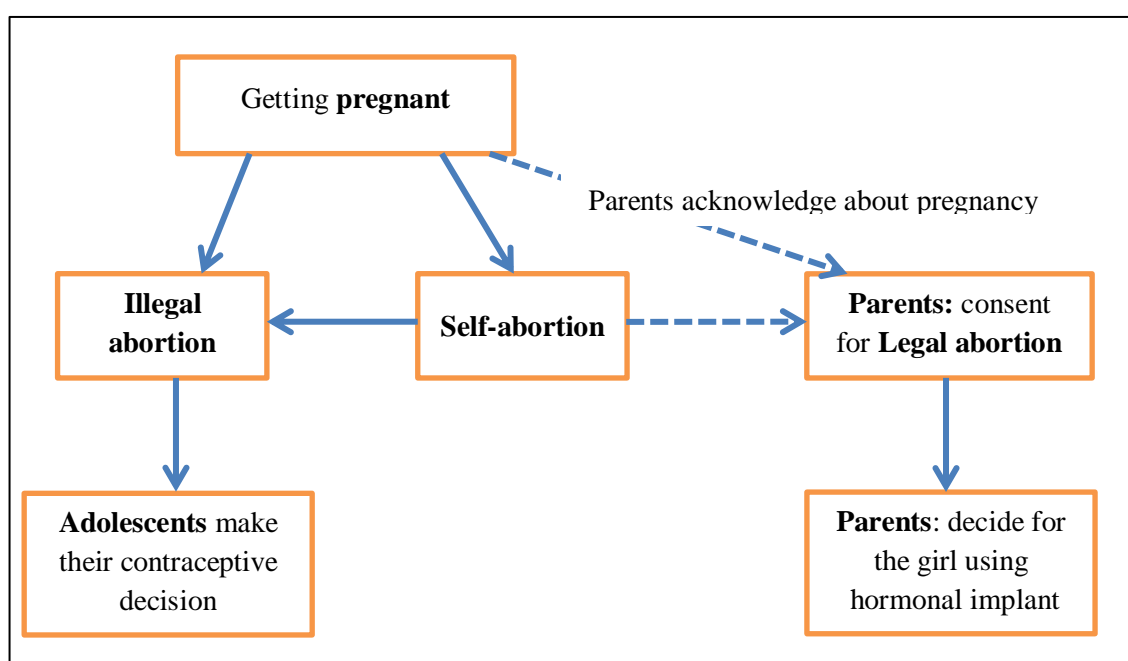 Getting pregnant
Parents acknowledge about pregnancy
Illegal
abortion
Self-abortion
Parents: consent
for Legal abortion
Adolescents make
their contraceptive
decision
Parents: decide for
the girl using
hormonal implant